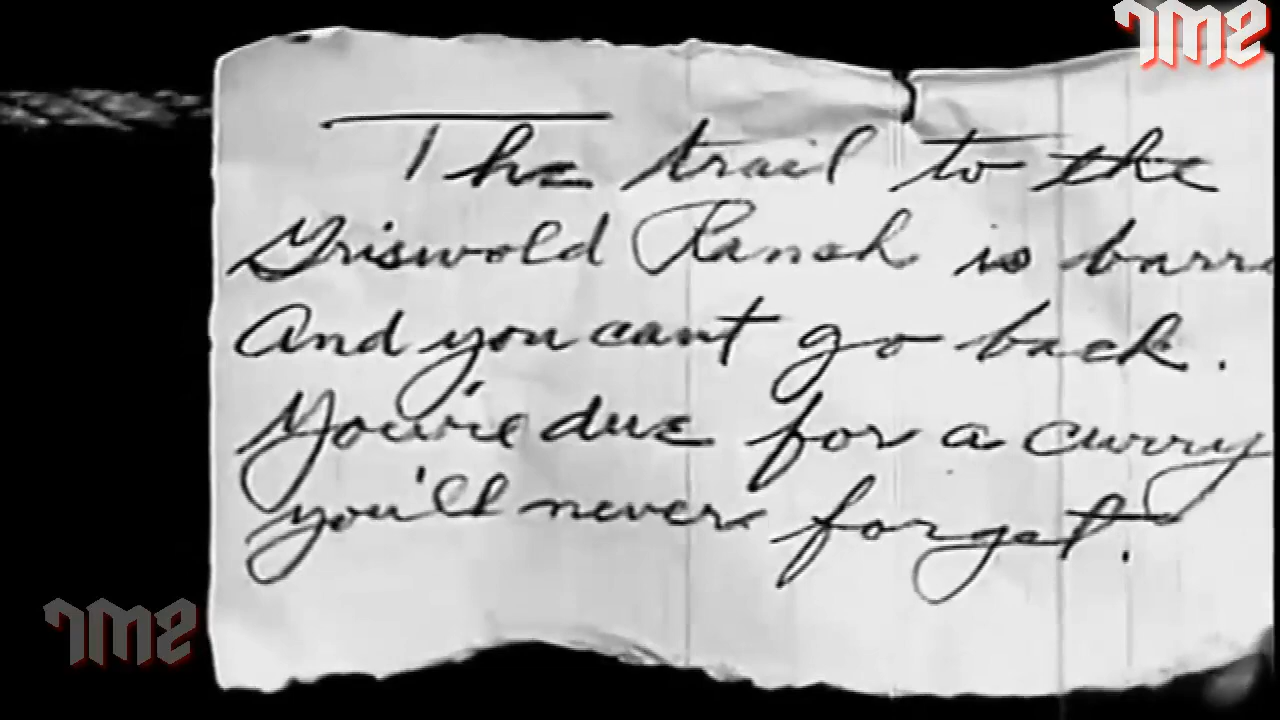 The trail to the
Griswold Ranch is barre
And you cant go back.
You're due for a curry
you'll never forget.